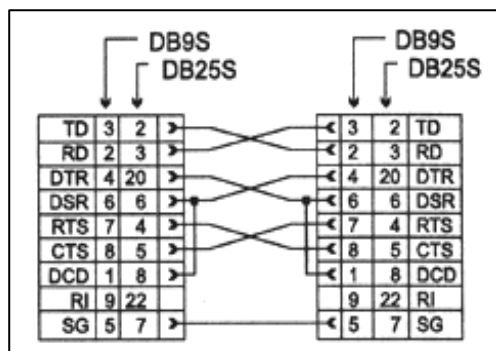 DB9S DB9S
DB25S DB25S
TD 3 2 3 2 TD
RD 2 3 2 3 RD
DTR 4 20 4 20 DTR
DSR 6 6 6 6 DSR
RTS 7 4 7 4 RTS
CTS 8 5 8 5 CTS
DCD 1 8 1 8 DCD
RI 9 22 9 22 RI
SG 5 7 5 7 SG